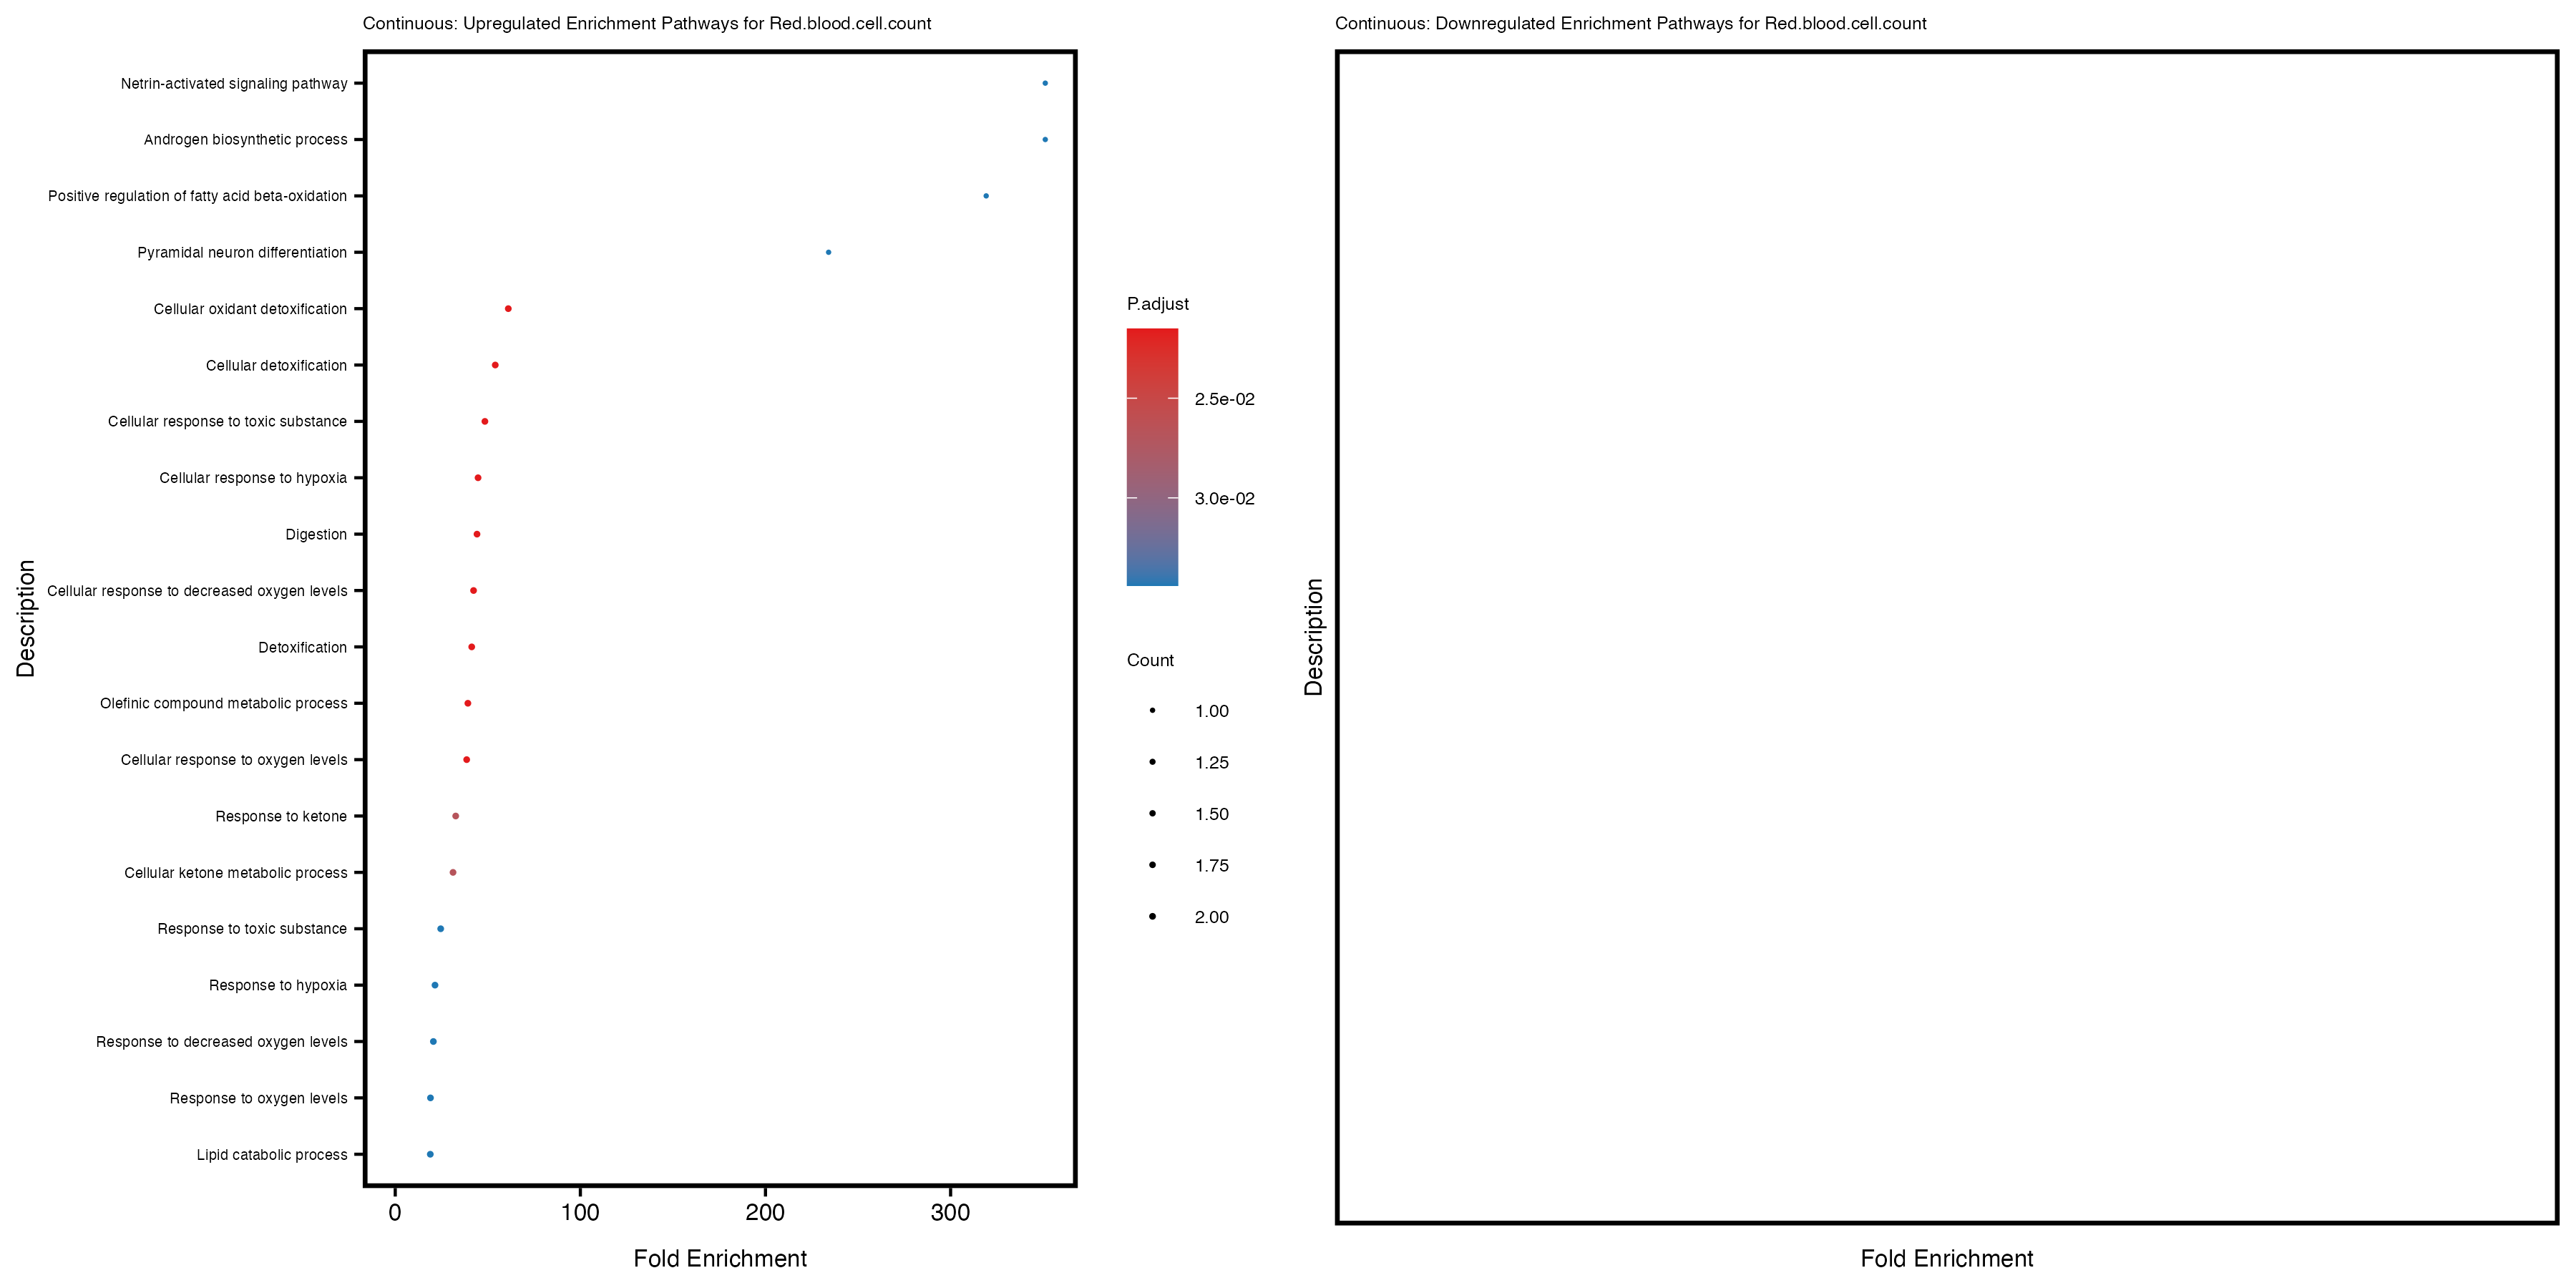 Continuous: Upregulated Enrichment Pathways for Red.blood.cell.count
Netrin-activated signaling pathway
Androgen biosynthetic process
Positive regulation of fatty acid beta-oxidation
Pyramidal neuron differentiation
Cellular oxidant detoxification
Cellular detoxification
Cellular response to toxic substance
Cellular response to hypoxia
Digestion
Cellular response to decreased oxygen levels
Detoxification
Olefinic compound metabolic process
Cellular response to oxygen levels
Response to ketone
Cellular ketone metabolic process
Response to toxic substance
Response to hypoxia
Response to decreased oxygen levels
Response to oxygen levels
Lipid catabolic process
Description
0 100 200 300
Fold Enrichment
P.adjust
2.5e-02
3.0e-02
Count
1.00
1.25
1.50
1.75
2.00
Continuous: Downregulated Enrichment Pathways for Red.blood.cell.count
Description
Fold Enrichment